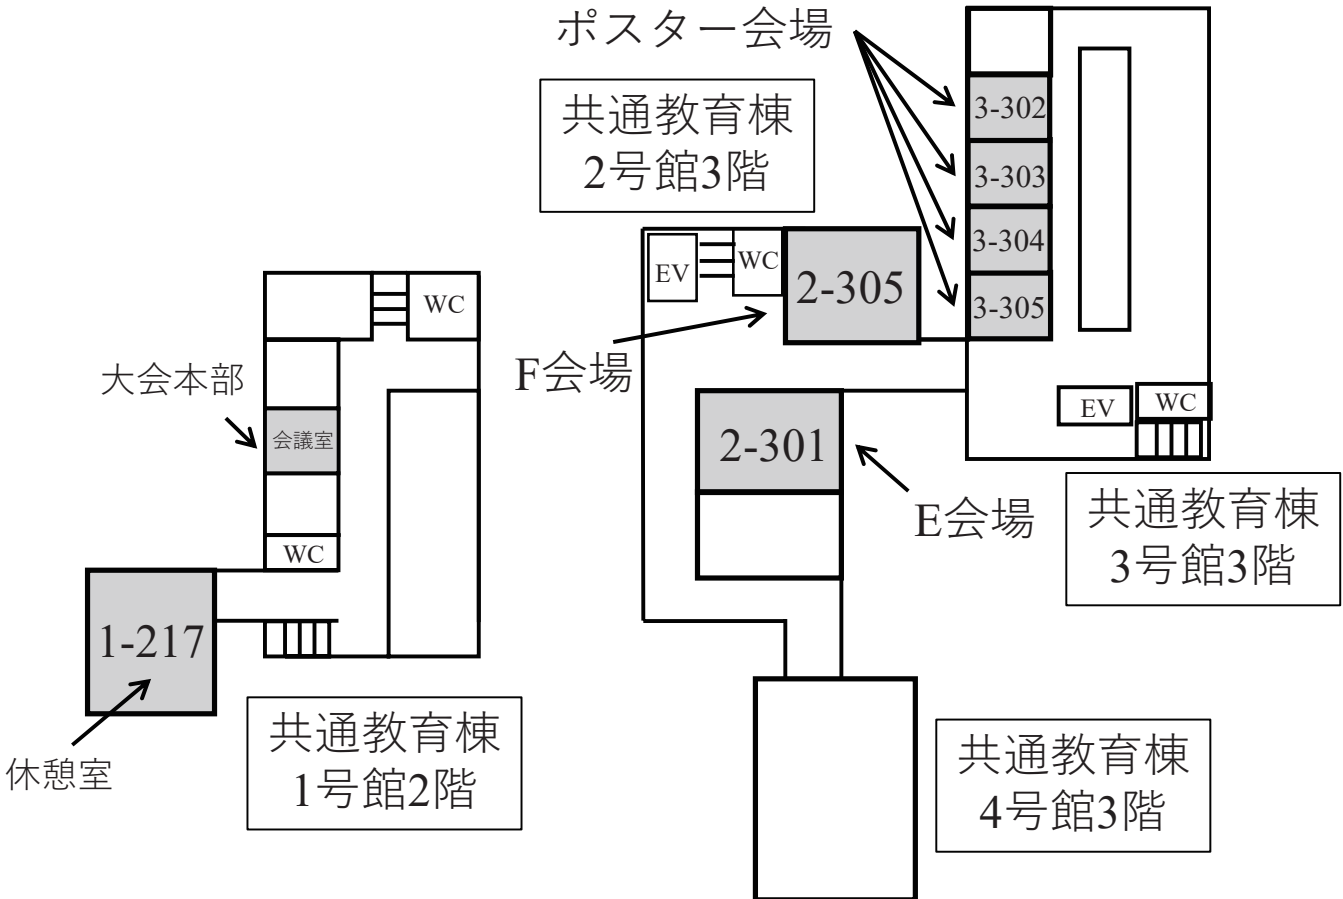 ポスター会場
共通教育棟
2号館3階
3-302
3-303
3-304
3-305
EV
WC
2-305
F会場
2-301
E会場
EV
WC
共通教育棟
3号館3階
WC
大会本部
会議室
WC
1-217
休憩室
共通教育棟
1号館2階
共通教育棟
4号館3階